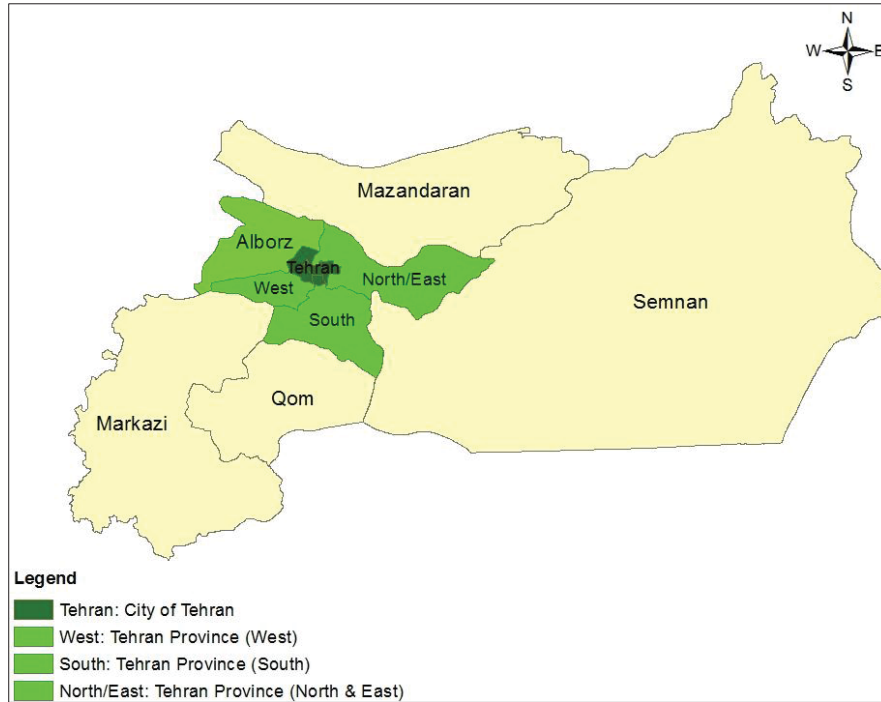 N
W E
S
Mazandaran
Alborz
Tehran
North/East
West
Semnan
South
Qom
Markazi
Legend
Tehran: City of Tehran
West: Tehran Province (West)
South: Tehran Province (South)
North/East: Tehran Province (North & East)